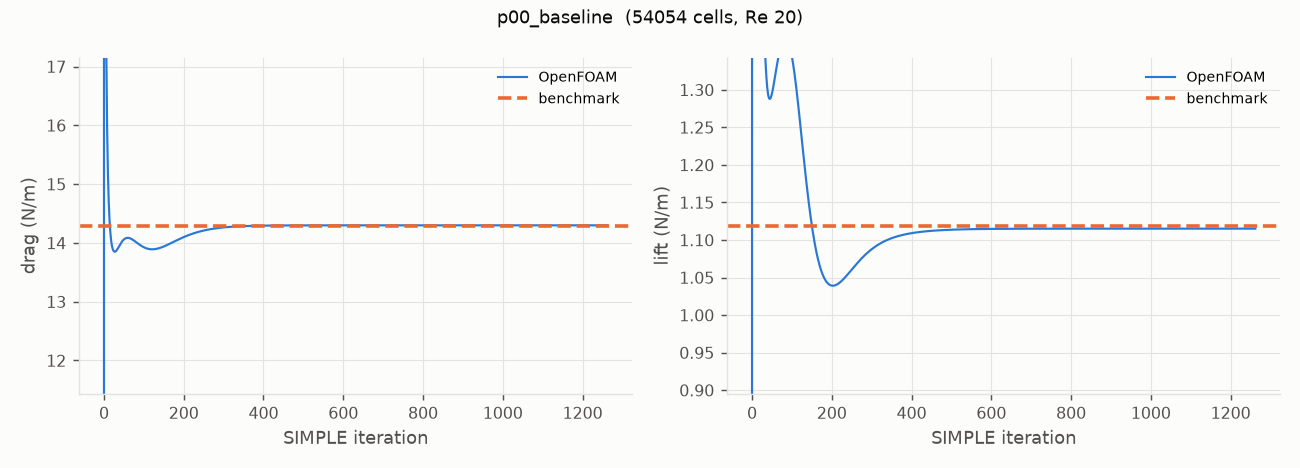 p00_baseline (54054 cells, Re 20)
drag (N/m)
17
16
15
14
13
12
OpenFOAM
benchmark
0 200 400 600 800 1000 1200
SIMPLE iteration
lift (N/m)
1.30
1.25
1.20
1.15
1.10
1.05
1.00
0.95
0.90
OpenFOAM
benchmark
0 200 400 600 800 1000 1200
SIMPLE iteration